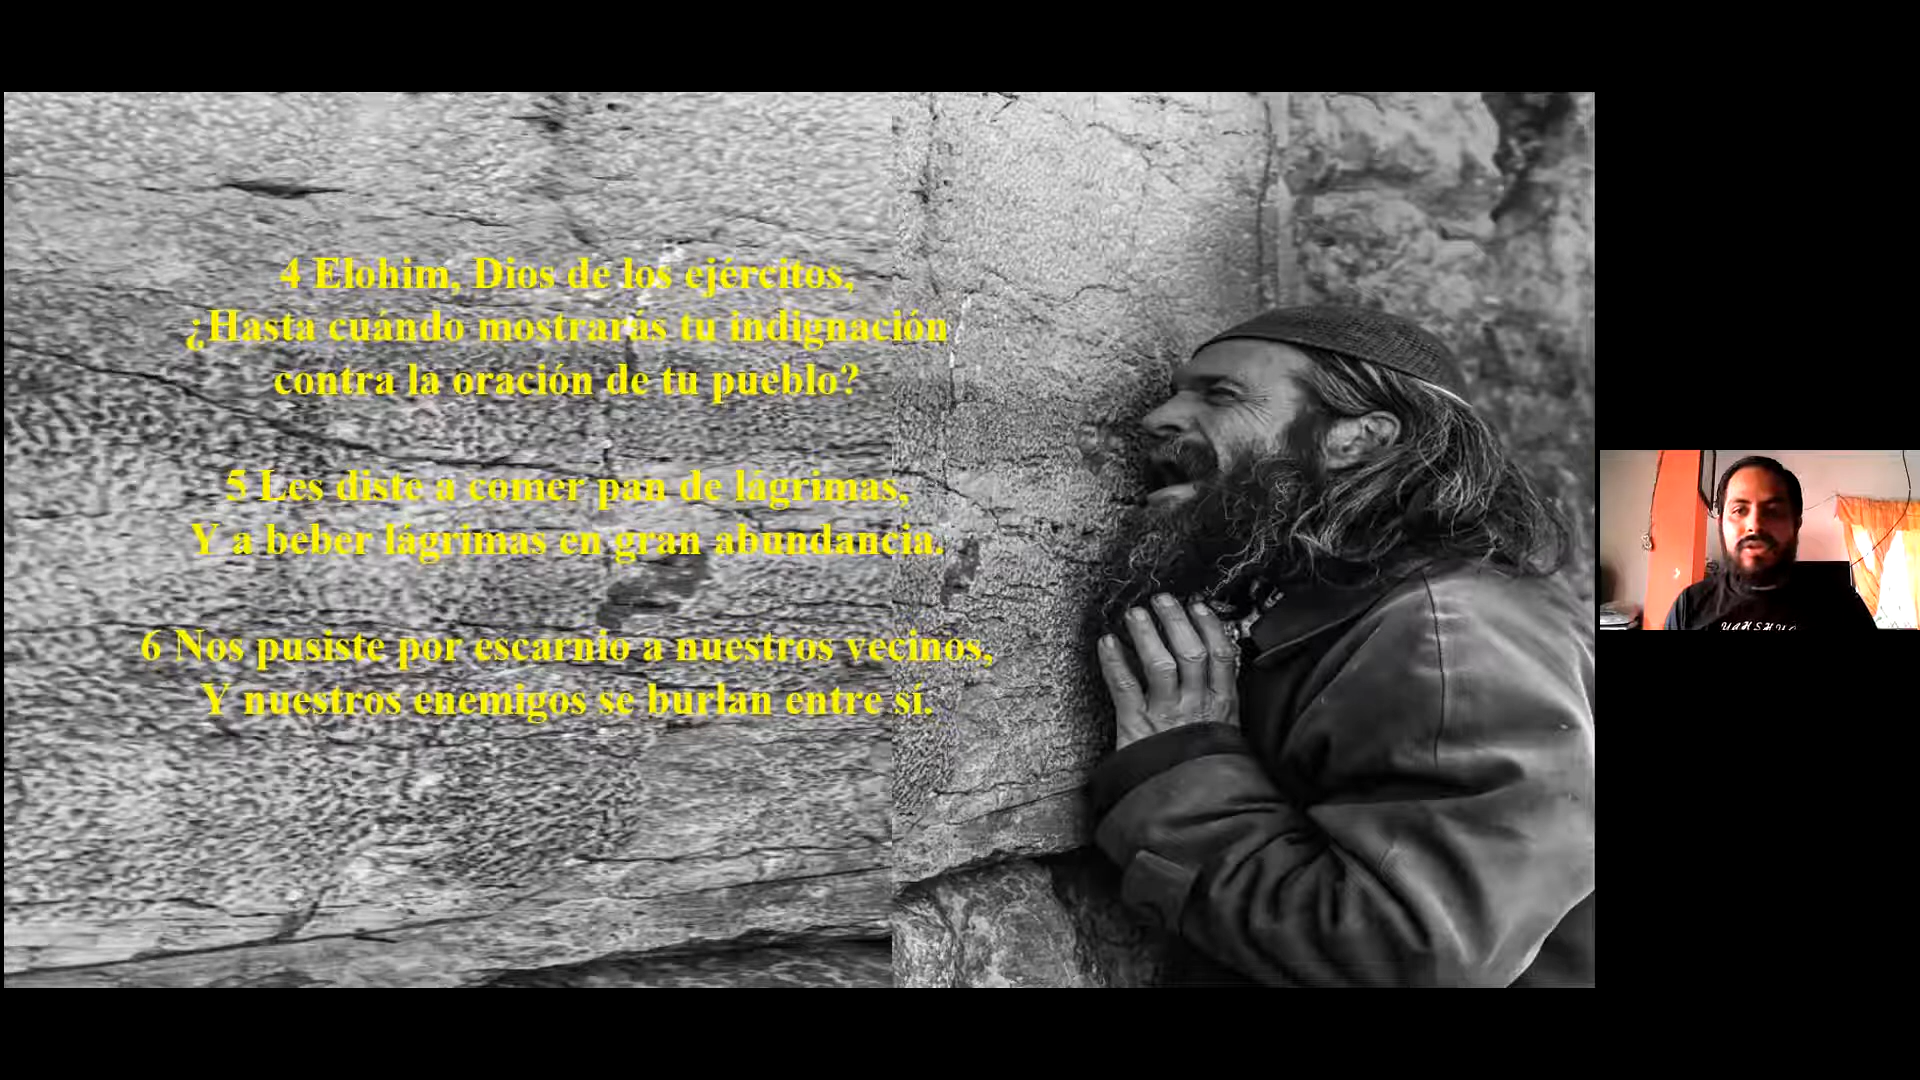 4 Elohim, Dios de los ejércitos,
¿Hasta cuándo mostrarás tu indignación
contra la oración de tu pueblo?
5 Les diste a comer pan de lágrimas,
Y a beber lágrimas en gran abundancia.
6 Nos pusiste por escarnio a nuestros vecinos,
Y nuestros enemigos se burlan entre sí.